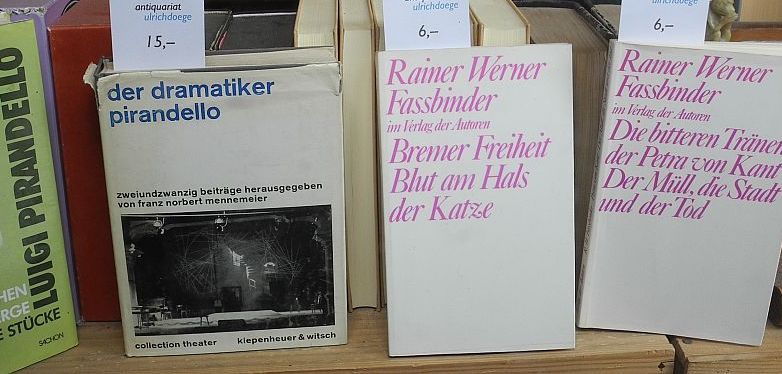 LUIGI PIRANDELLO
STÜCKE
SACHON
antiquariat
ulrichdoege
15,–
der dramatiker
pirandello
zweiundzwanzig beiträge herausgegeben
von franz norbert mennemeier
collection theater kiepenheuer & witsch
ulrichdoege
6,–
Rainer Werner
Fassbinder
im Verlag der Autoren
Bremer Freiheit
Blut am Hals
der Katze
ulrichdoege
6,–
Rainer Werner
Fassbinder
im Verlag der Autoren
Die bitteren Tränen
der Petra von Kant
Der Müll, die Stadt
und der Tod